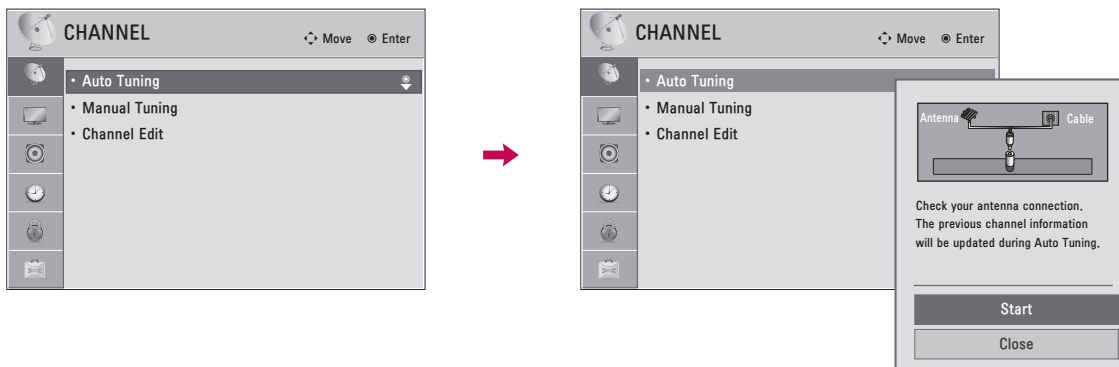 CHANNEL
Move
Enter
• Auto Tuning
• Manual Tuning
• Channel Edit
CHANNEL
Move
Enter
• Auto Tuning
• Manual Tuning
• Channel Edit
Antenna
Cable
Check your antenna connection.
The previous channel information
will be updated during Auto Tuning.
Start
Close